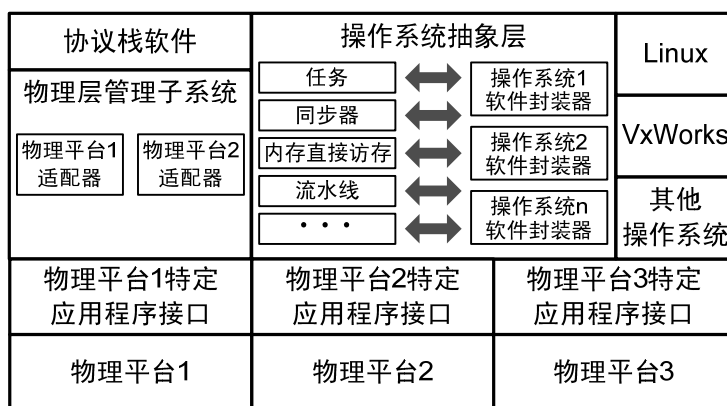 协议栈软件
物理层管理子系统
物理平台1
适配器
物理平台2
适配器
操作系统抽象层
任务
同步器
内存直接访存
流水线
···
操作系统1
软件封装器
操作系统2
软件封装器
操作系统n
软件封装器
Linux
VxWorks
其他
操作系统
物理平台1特定
应用程序接口
物理平台2特定
应用程序接口
物理平台3特定
应用程序接口
物理平台1
物理平台2
物理平台3